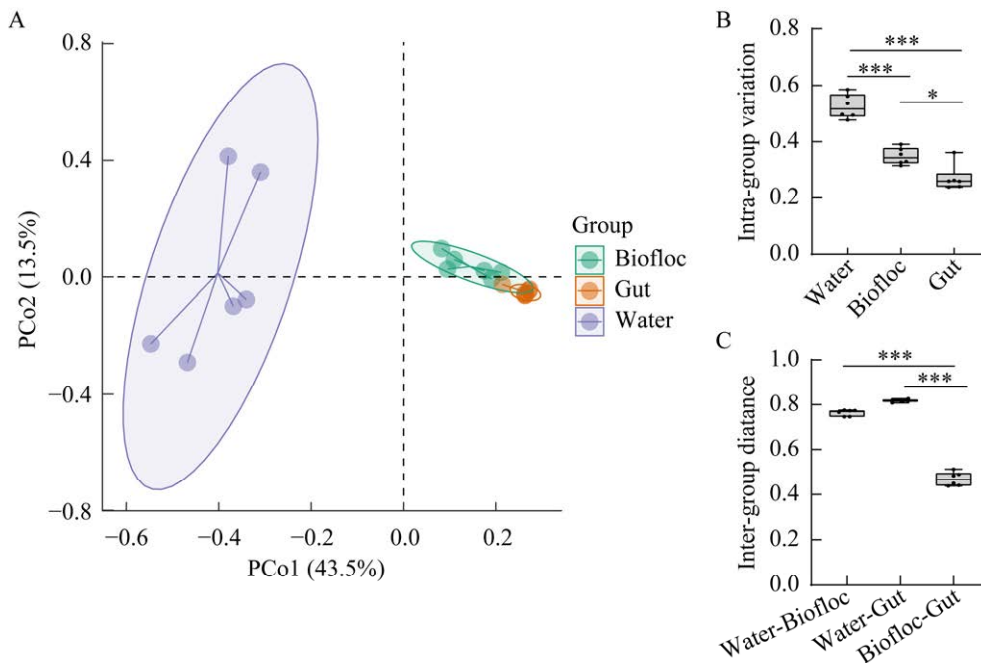 A
0.8
0.4
0.0
−0.4
−0.8
−0.6
−0.4
−0.2
0.0
0.2
PCo1 (43.5%)
PCo2 (13.5%)
Group
Biofloc
Gut
Water
B
0.8
0.6
0.4
0.2
0.0
Intra-group variation
***
***
*
Water
Biofloc
Gut
C
1.0
0.8
0.6
0.4
0.2
0.0
Inter-group diatance
***
***
Water-Biofloc
Water-Gut
Biofloc-Gut